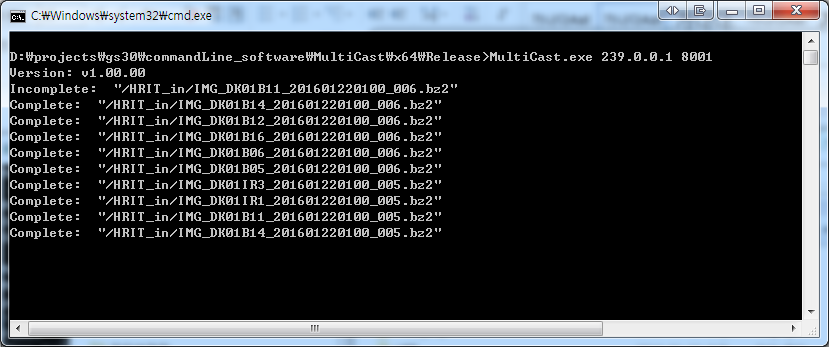 C:₩Windows₩system32₩cmd.exe
D:₩projects₩gs30₩commandLine_software₩MultiCast₩x64₩Release>MultiCast.exe 239.0.0.1 8001
Version: v1.00.00
Incomplete:  "/HRIT_in/IMG_DK01B11_201601220100_006.bz2"
Complete:  "/HRIT_in/IMG_DK01B14_201601220100_006.bz2"
Complete:  "/HRIT_in/IMG_DK01B12_201601220100_006.bz2"
Complete:  "/HRIT_in/IMG_DK01B16_201601220100_006.bz2"
Complete:  "/HRIT_in/IMG_DK01B06_201601220100_006.bz2"
Complete:  "/HRIT_in/IMG_DK01B05_201601220100_006.bz2"
Complete:  "/HRIT_in/IMG_DK01IR3_201601220100_005.bz2"
Complete:  "/HRIT_in/IMG_DK01IR1_201601220100_005.bz2"
Complete:  "/HRIT_in/IMG_DK01B11_201601220100_005.bz2"
Complete:  "/HRIT_in/IMG_DK01B14_201601220100_005.bz2"